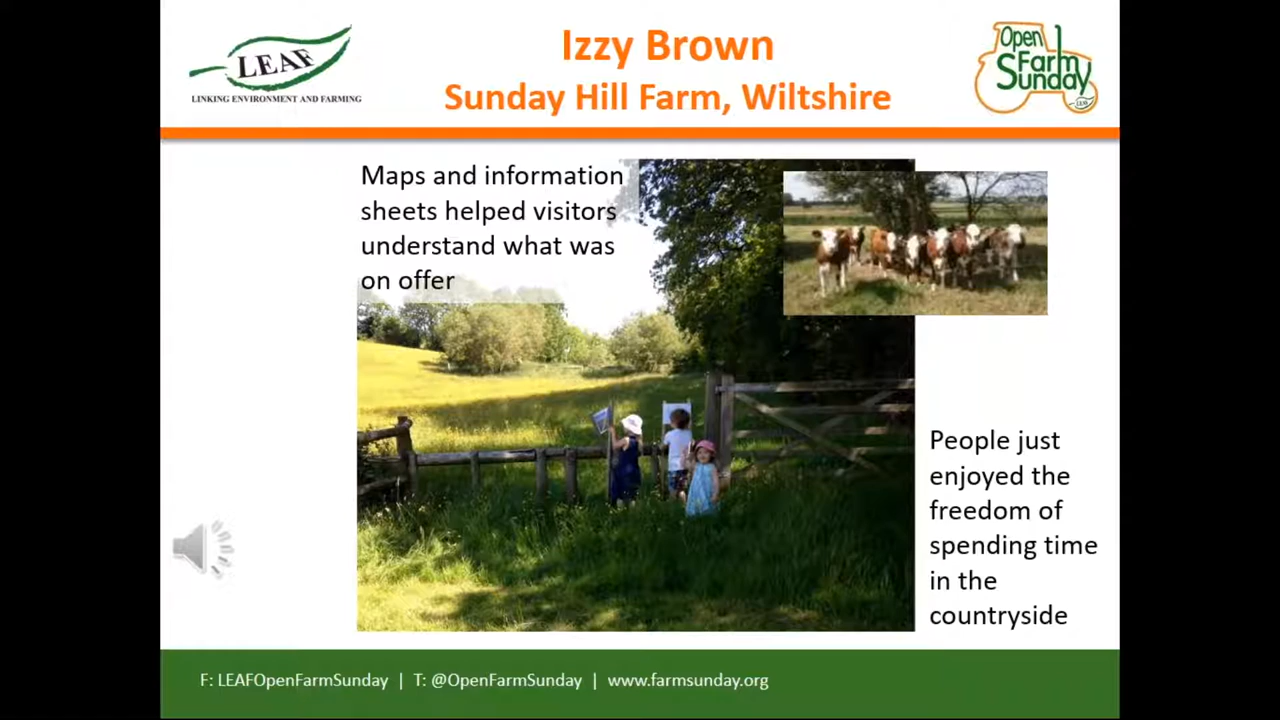 LEAF
LINKING ENVIRONMENT AND FARMING
Izzy Brown
Sunday Hill Farm, Wiltshire
Open
Farm
Sunday
LEAF
Maps and information
sheets helped visitors
understand what was
on offer
People just
enjoyed the
freedom of
spending time
in the
countryside
F: LEAFOpenFarmSunday | T: @OpenFarmSunday | www.farmsunday.org